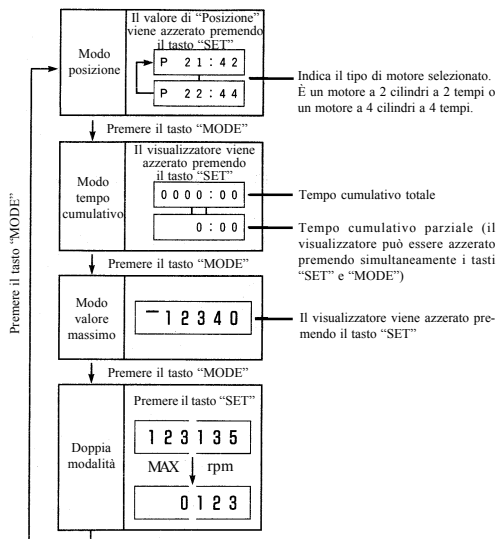 Modo
posizione
Il valore di “Posizione”
viene azzerato premendo
il tasto “SET”
P 21:42
P 22:44
Indica il tipo di motore selezionato.
È un motore a 2 cilindri a 2 tempi o
un motore a 4 cilindri a 4 tempi.
Premere il tasto “MODE”
Modo
tempo
cumulativo
Il visualizzatore viene
azzerato premendo
il tasto “SET”
0000:00
0:00
Tempo cumulativo totale
Tempo cumulativo parziale (il
visualizzatore può essere azzerato
premendo simultaneamente i tasti
“SET” e “MODE”)
Premere il tasto “MODE”
Modo
valore
massimo
¯12340
Il visualizzatore viene azzerato pre-
mendo il tasto “SET”
Premere il tasto “MODE”
Doppia
modalità
Premere il tasto “SET”
123135
MAX rpm
0123
Premere il tasto “MODE”